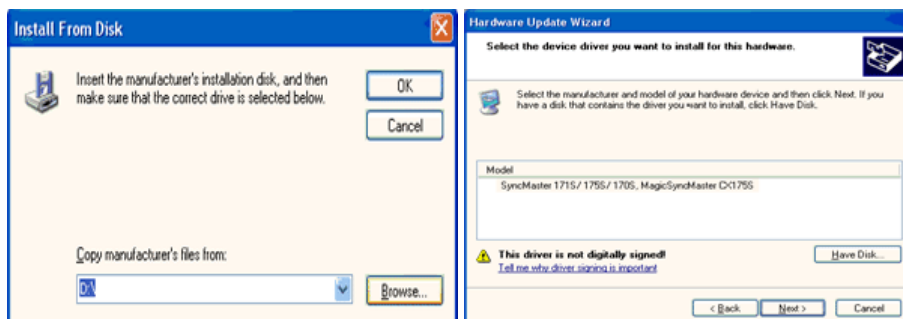 Install From Disk
Insert the manufacturer's installation disk, and then
make sure that the correct drive is selected below.
OK
Cancel
Copy manufacturer's files from:
D:\
Browse...
Hardware Update Wizard
Select the device driver you want to install for this hardware.
Select the manufacturer and model of your hardware device and then click Next. If you
have a disk that contains the driver you want to install, click Have Disk.
Model
SyncMaster 171S/ 175S/ 170S, MagicSyncMaster CX175S
This driver is not digitally signed!
Tell me why driver signing is important
Have Disk...
< Back
Next >
Cancel